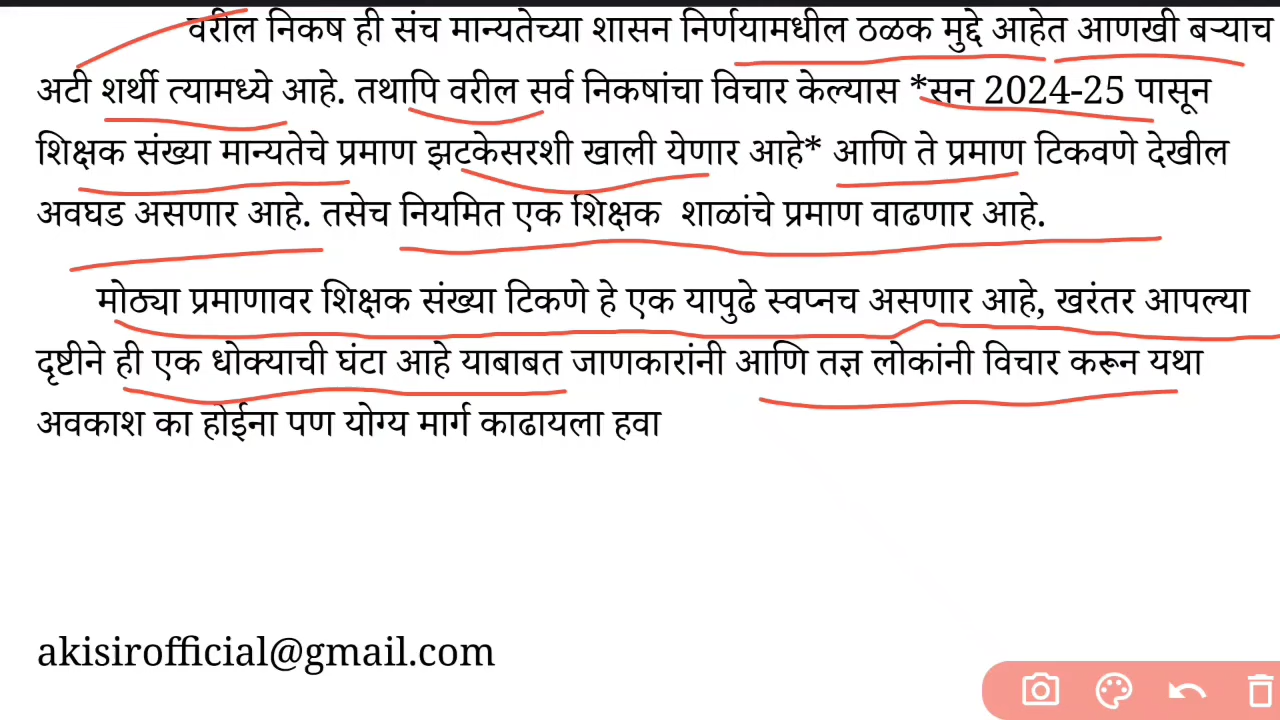 वरील निकष ही संच मान्यतेच्या शासन निर्णयामधील ठळक मुद्दे आहेत आणखी बऱ्याच
अटी शर्थी त्यामध्ये आहे. तथापि वरील सर्व निकषांचा विचार केल्यास *सन 2024-25 पासून
शिक्षक संख्या मान्यतेचे प्रमाण झटकेसरशी खाली येणार आहे* आणि ते प्रमाण टिकवणे देखील
अवघड असणार आहे. तसेच नियमित एक शिक्षक शाळांचे प्रमाण वाढणार आहे.
मोठ्या प्रमाणावर शिक्षक संख्या टिकणे हे एक यापुढे स्वप्नच असणार आहे, खरंतर आपल्या
दृष्टीने ही एक धोक्याची घंटा आहे याबाबत जाणकारांनी आणि तज्ञ लोकांनी विचार करून यथा
अवकाश का होईना पण योग्य मार्ग काढायला हवा
akisirofficial@gmail.com